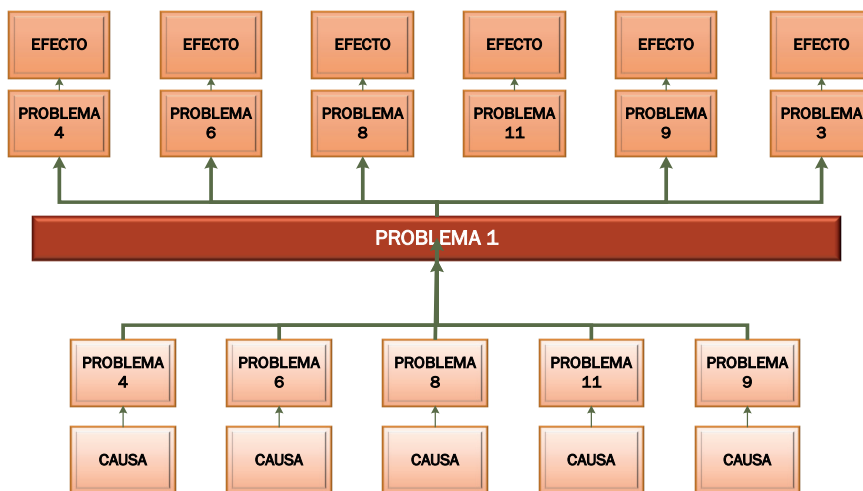 EFECTO
EFECTO
EFECTO
EFECTO
EFECTO
EFECTO
PROBLEMA
4
PROBLEMA
6
PROBLEMA
8
PROBLEMA
11
PROBLEMA
9
PROBLEMA
3
PROBLEMA 1
PROBLEMA
4
PROBLEMA
6
PROBLEMA
8
PROBLEMA
11
PROBLEMA
9
CAUSA
CAUSA
CAUSA
CAUSA
CAUSA